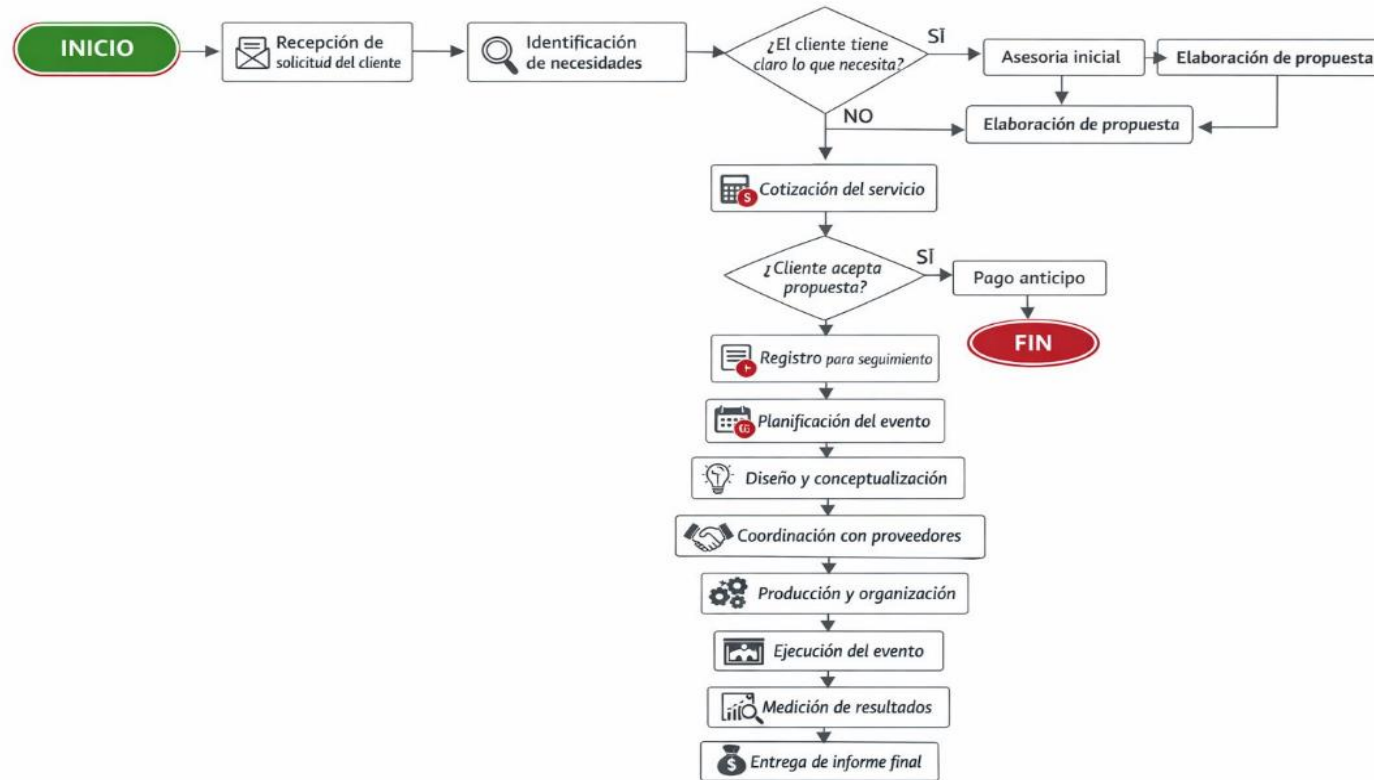 INICIO
Recepción de
solicitud del cliente
Identificación
de necesidades
¿El cliente tiene
claro lo que necesita?
SĪ
Asesoria inicial
Elaboración de propuesta
NO
Elaboración de propuesta
$
Cotización del servicio
¿Cliente acepta
propuesta?
SĪ
Pago anticipo
FIN
Registro para seguimiento
Planificación del evento
Diseño y conceptualización
Coordinación con proveedores
Producción y organización
Ejecución del evento
Medición de resultados
$
Entrega de informe final